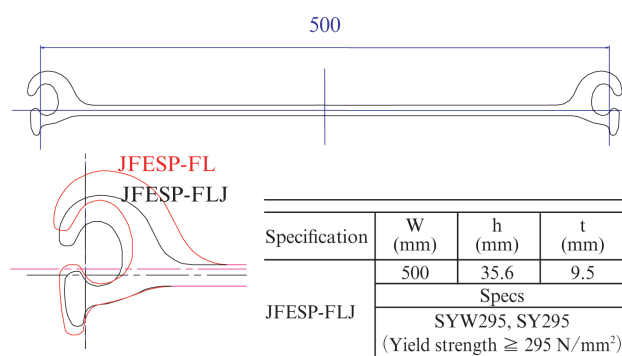 500
JFESP-FL
JFESP-FLJ
Specification W (mm) h (mm) t (mm)
JFESP-FLJ 500 35.6 9.5
Specs
SYW295, SY295
(Yield strength ≧ 295 N/mm²)